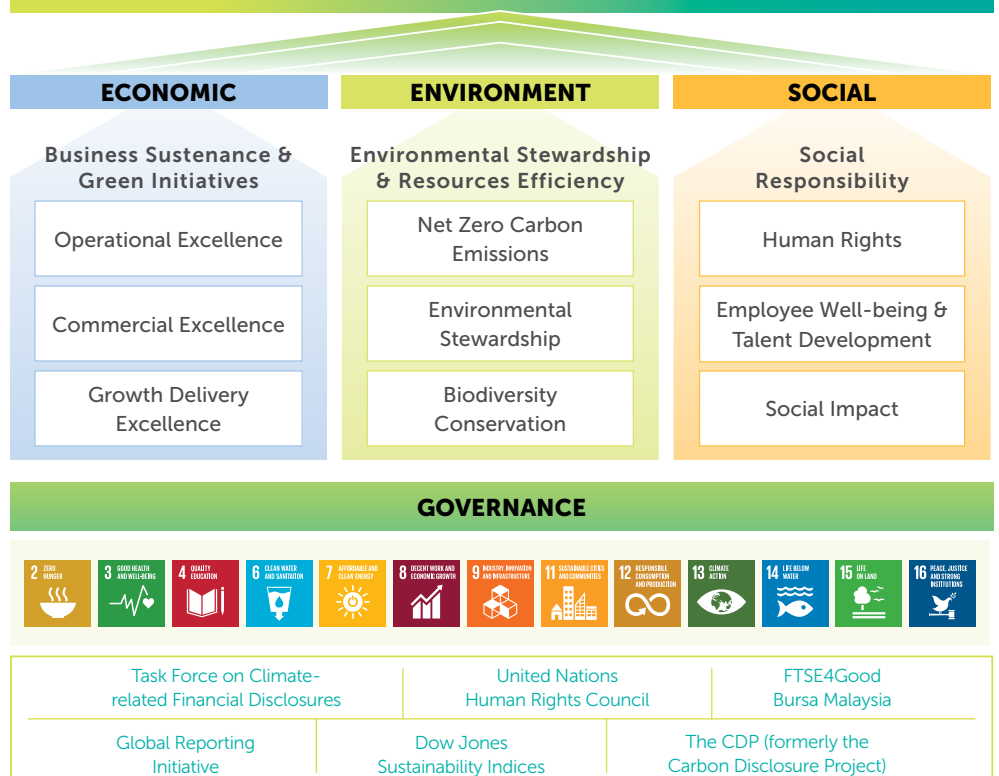 ECONOMIC
Business Sustenance &
Green Initiatives
Operational Excellence
Commercial Excellence
Growth Delivery
Excellence
ENVIRONMENT
Environmental Stewardship
& Resources Efficiency
Net Zero Carbon
Emissions
Environmental
Stewardship
Biodiversity
Conservation
SOCIAL
Social
Responsibility
Human Rights
Employee Well-being &
Talent Development
Social Impact
GOVERNANCE
2 ZERO
HUNGER
3 GOOD HEALTH
AND WELL-BEING
4 QUALITY
EDUCATION
6 CLEAN WATER
AND SANITATION
7 AFFORDABLE AND
CLEAN ENERGY
8 DECENT WORK AND
ECONOMIC GROWTH
9 INDUSTRY, INNOVATION
AND INFRASTRUCTURE
11 SUSTAINABLE CITIES
AND COMMUNITIES
12 RESPONSIBLE
CONSUMPTION
AND PRODUCTION
13 CLIMATE
ACTION
14 LIFE BELOW
WATER
15 LIFE
ON LAND
16 PEACE, JUSTICE
AND STRONG
INSTITUTIONS
Task Force on Climate-
related Financial Disclosures
United Nations
Human Rights Council
FTSE4Good
Bursa Malaysia
Global Reporting
Initiative
Dow Jones
Sustainability Indices
The CDP (formerly the
Carbon Disclosure Project)